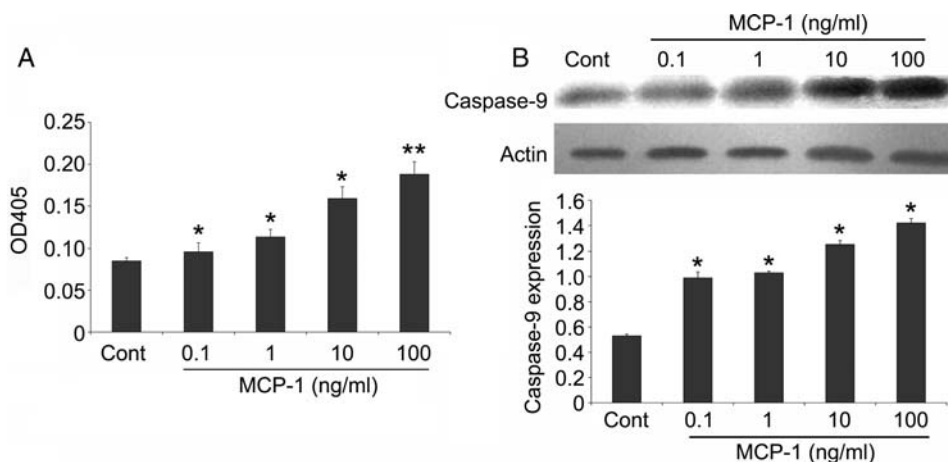 A
0.25
0.20
0.15
0.10
0.05
0
OD405
*
*
*
**
Cont 0.1 1 10 100
MCP-1 (ng/ml)
B
MCP-1 (ng/ml)
Cont 0.1 1 10 100
Caspase-9
Actin
1.6
1.4
1.2
1.0
0.8
0.6
0.4
0.2
0
Caspase-9 expression
*
*
*
*
Cont 0.1 1 10 100
MCP-1 (ng/ml)